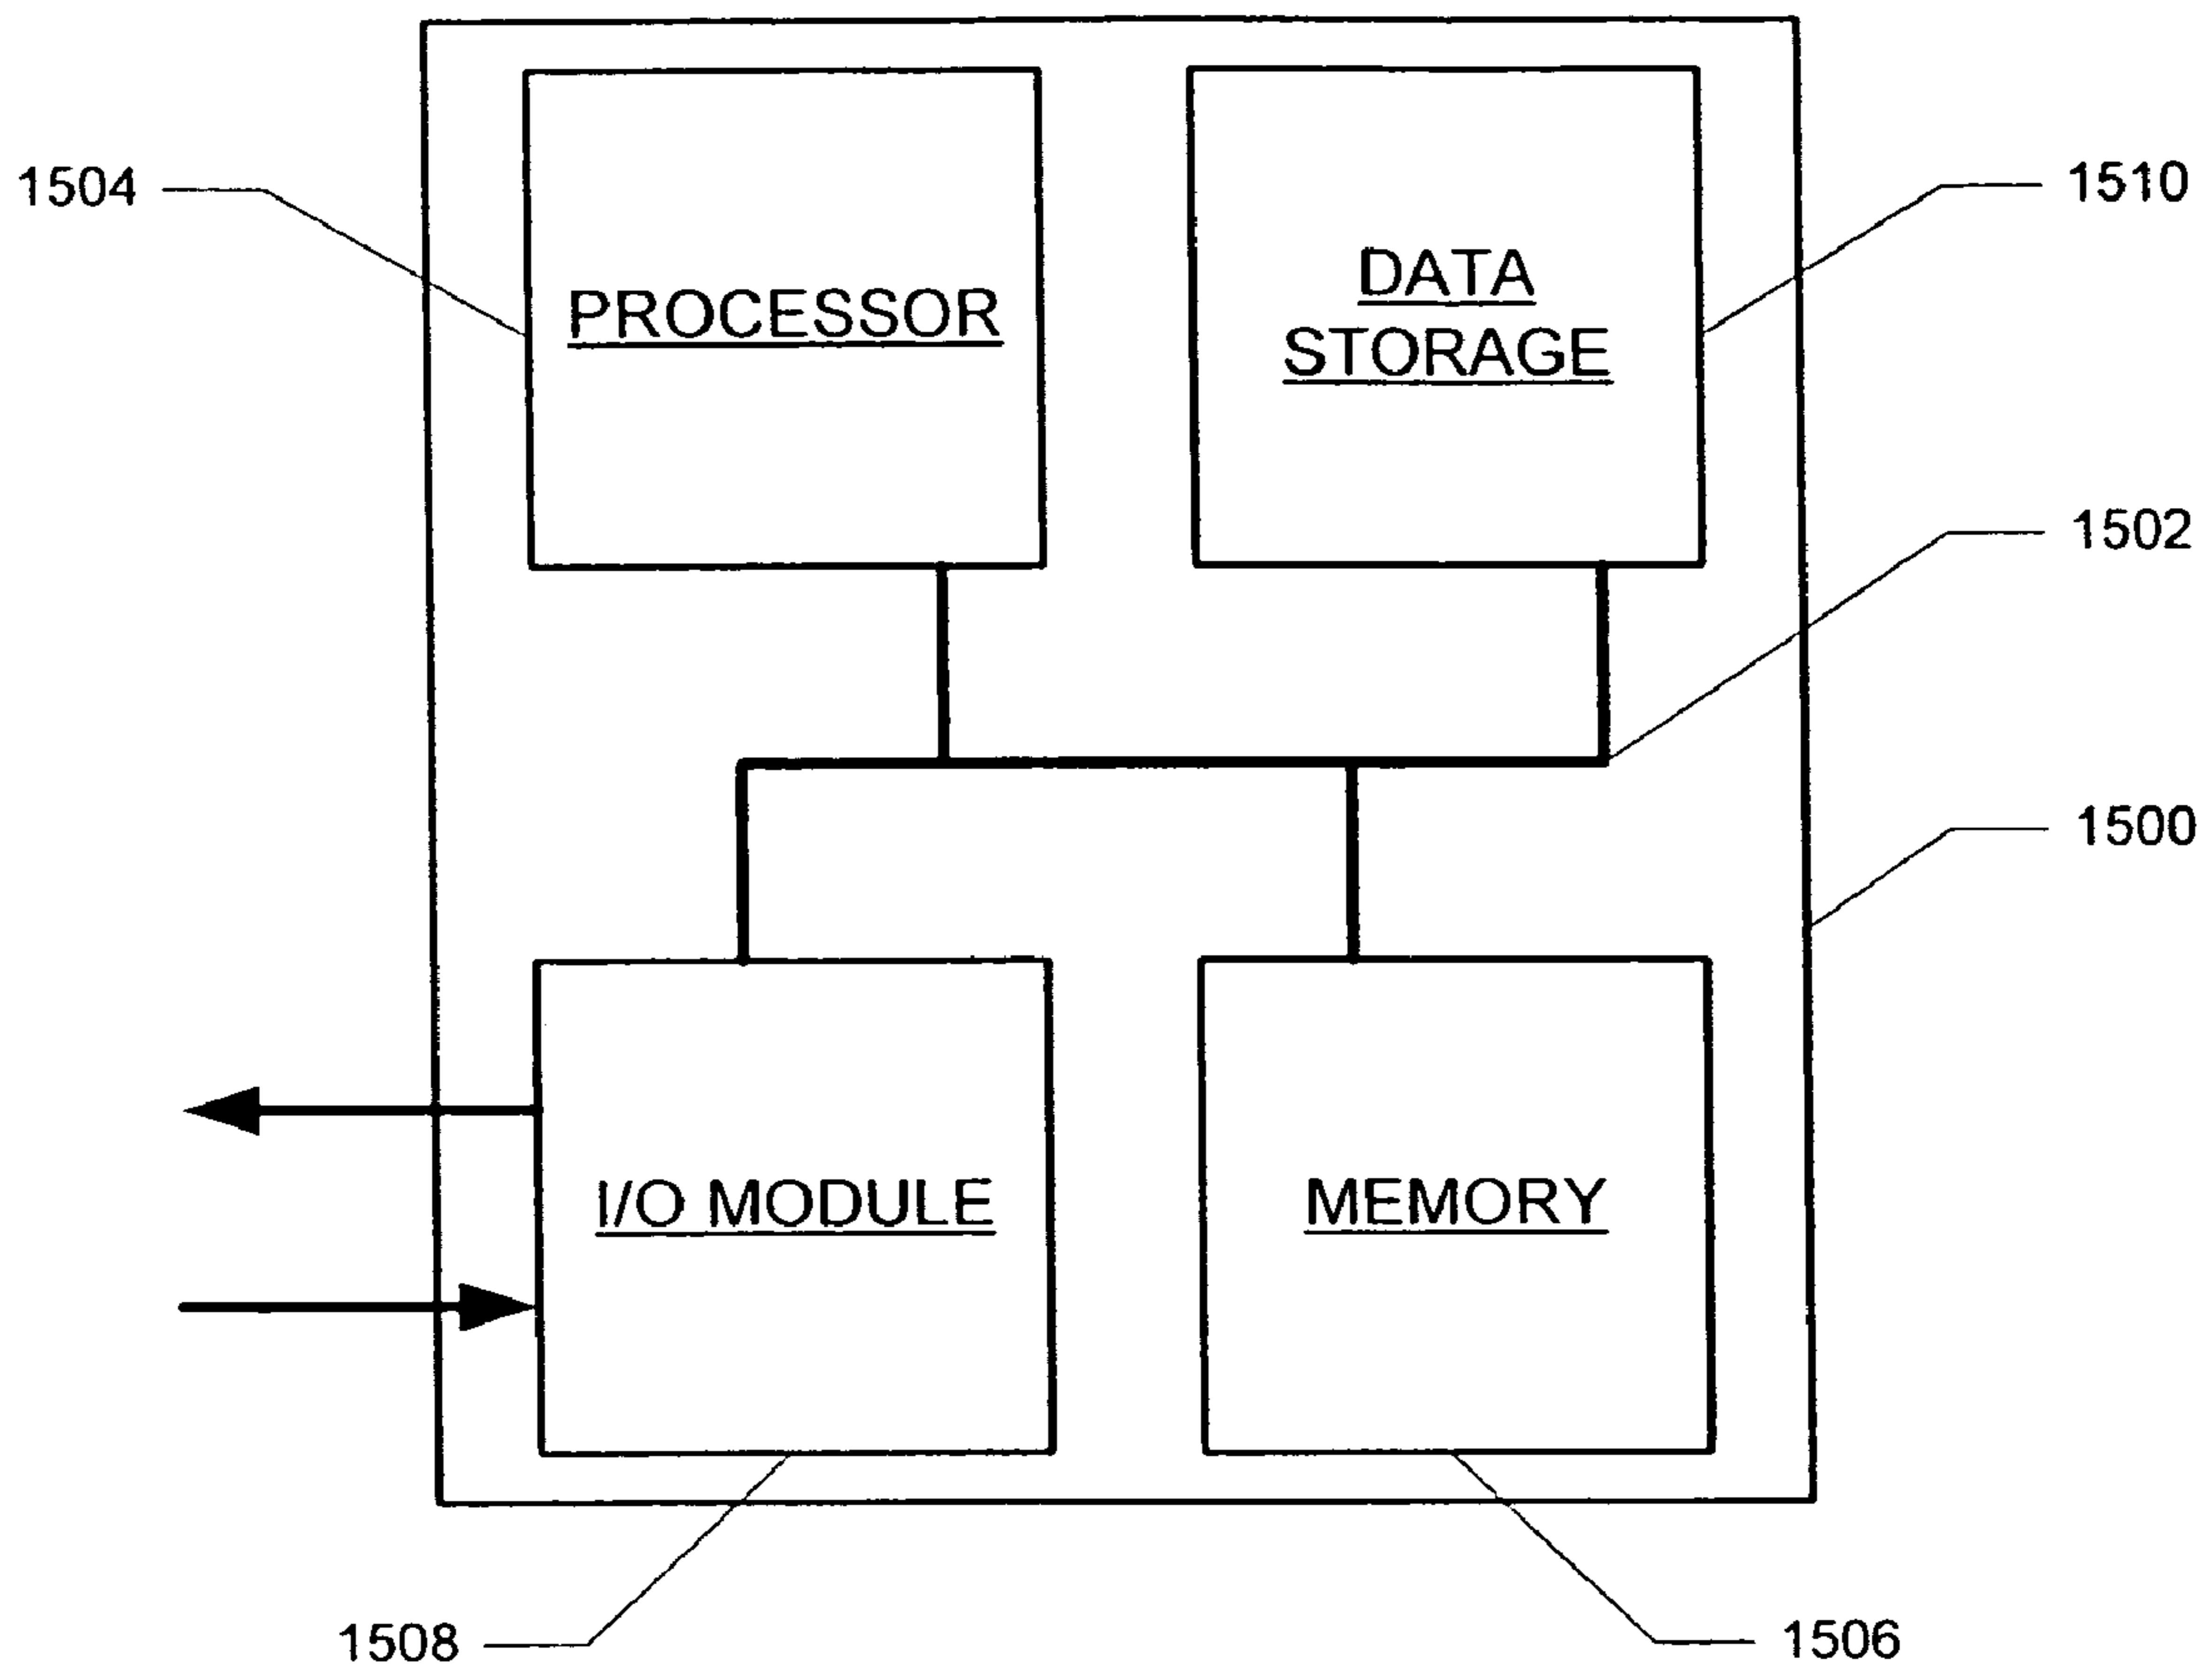 1504
PROCESSOR
DATA
STORAGE
1510
1502
1500
I/O MODULE
MEMORY
1508
1506